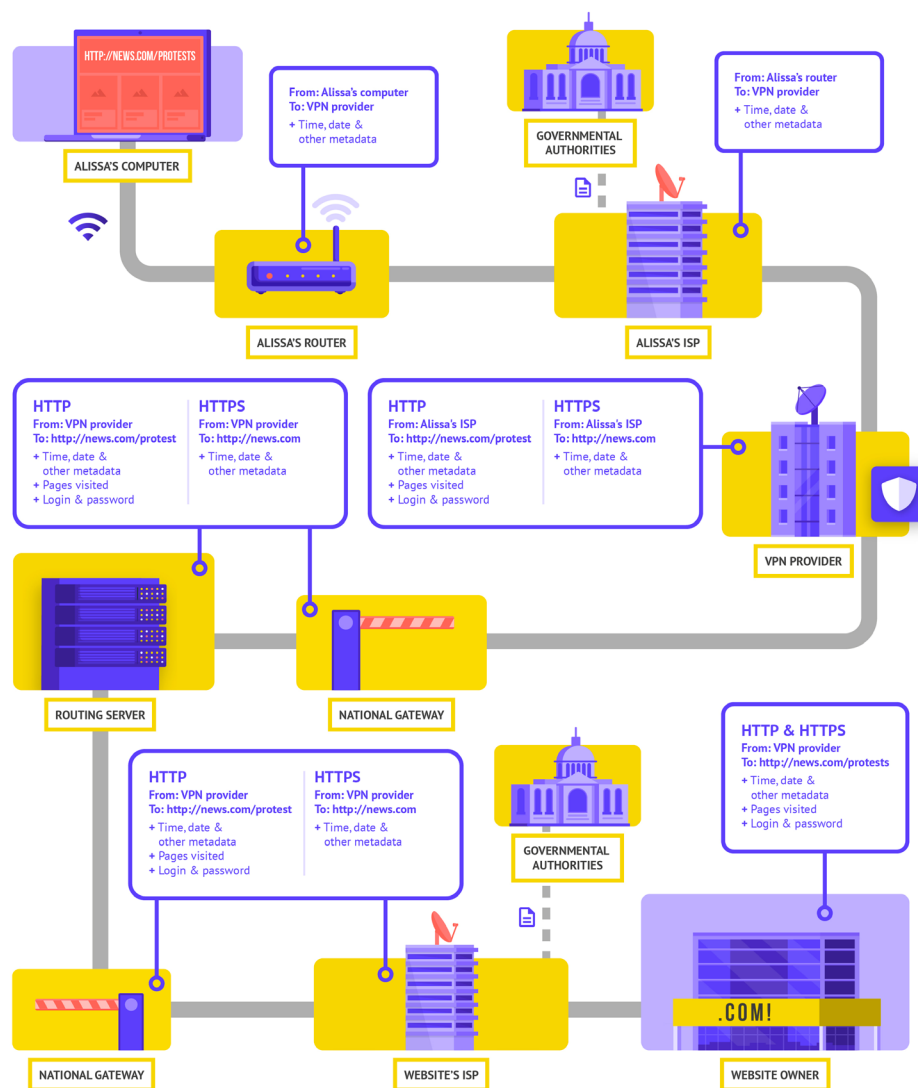 HTTP://NEWS.COM/PROTESTS
ALISSA'S COMPUTER
From: Alissa's computer
To: VPN provider
+ Time, date &
other metadata
GOVERNMENTAL
AUTHORITIES
From: Alissa's router
To: VPN provider
+ Time, date &
other metadata
ALISSA'S ROUTER
ALISSA'S ISP
HTTP
From: VPN provider
To: http://news.com/protest
+ Time, date &
other metadata
+ Pages visited
+ Login & password
HTTPS
From: VPN provider
To: http://news.com
+ Time, date &
other metadata
HTTP
From: Alissa's ISP
To: http://news.com/protest
+ Time, date &
other metadata
+ Pages visited
+ Login & password
HTTPS
From: Alissa's ISP
To: http://news.com
+ Time, date &
other metadata
VPN PROVIDER
ROUTING SERVER
NATIONAL GATEWAY
HTTP
From: VPN provider
To: http://news.com/protest
+ Time, date &
other metadata
+ Pages visited
+ Login & password
HTTPS
From: VPN provider
To: http://news.com
+ Time, date &
other metadata
GOVERNMENTAL
AUTHORITIES
HTTP & HTTPS
From: VPN provider
To: http://news.com/protests
+ Time, date &
other metadata
+ Pages visited
+ Login & password
.COM!
NATIONAL GATEWAY
WEBSITE'S ISP
WEBSITE OWNER